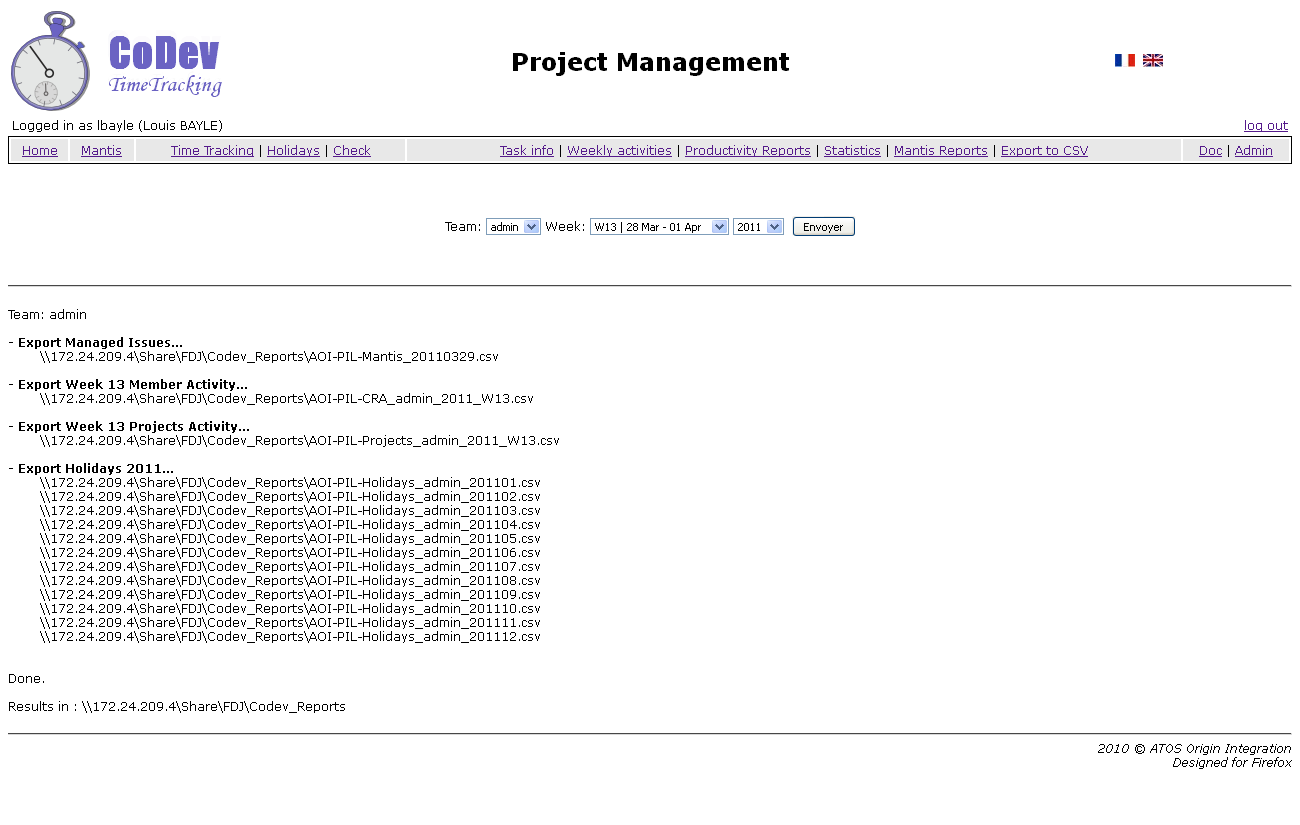 CoDev
TimeTracking
Project Management
Logged in as lbayle (Louis BAYLE)
log out
Home Mantis Time Tracking | Holidays | Check Task info | Weekly activities | Productivity Reports | Statistics | Mantis Reports | Export to CSV Doc | Admin
Team: admin Week: W13 | 28 Mar - 01 Apr 2011 Envoyer
Team: admin
- Export Managed Issues...
\\172.24.209.4\Share\FDJ\Codev_Reports\AOI-PIL-Mantis_20110329.csv
- Export Week 13 Member Activity...
\\172.24.209.4\Share\FDJ\Codev_Reports\AOI-PIL-CRA_admin_2011_W13.csv
- Export Week 13 Projects Activity...
\\172.24.209.4\Share\FDJ\Codev_Reports\AOI-PIL-Projects_admin_2011_W13.csv
- Export Holidays 2011...
\\172.24.209.4\Share\FDJ\Codev_Reports\AOI-PIL-Holidays_admin_201101.csv
\\172.24.209.4\Share\FDJ\Codev_Reports\AOI-PIL-Holidays_admin_201102.csv
\\172.24.209.4\Share\FDJ\Codev_Reports\AOI-PIL-Holidays_admin_201103.csv
\\172.24.209.4\Share\FDJ\Codev_Reports\AOI-PIL-Holidays_admin_201104.csv
\\172.24.209.4\Share\FDJ\Codev_Reports\AOI-PIL-Holidays_admin_201105.csv
\\172.24.209.4\Share\FDJ\Codev_Reports\AOI-PIL-Holidays_admin_201106.csv
\\172.24.209.4\Share\FDJ\Codev_Reports\AOI-PIL-Holidays_admin_201107.csv
\\172.24.209.4\Share\FDJ\Codev_Reports\AOI-PIL-Holidays_admin_201108.csv
\\172.24.209.4\Share\FDJ\Codev_Reports\AOI-PIL-Holidays_admin_201109.csv
\\172.24.209.4\Share\FDJ\Codev_Reports\AOI-PIL-Holidays_admin_201110.csv
\\172.24.209.4\Share\FDJ\Codev_Reports\AOI-PIL-Holidays_admin_201111.csv
\\172.24.209.4\Share\FDJ\Codev_Reports\AOI-PIL-Holidays_admin_201112.csv
Done.
Results in : \\172.24.209.4\Share\FDJ\Codev_Reports
2010 © ATOS Origin Integration
Designed for Firefox